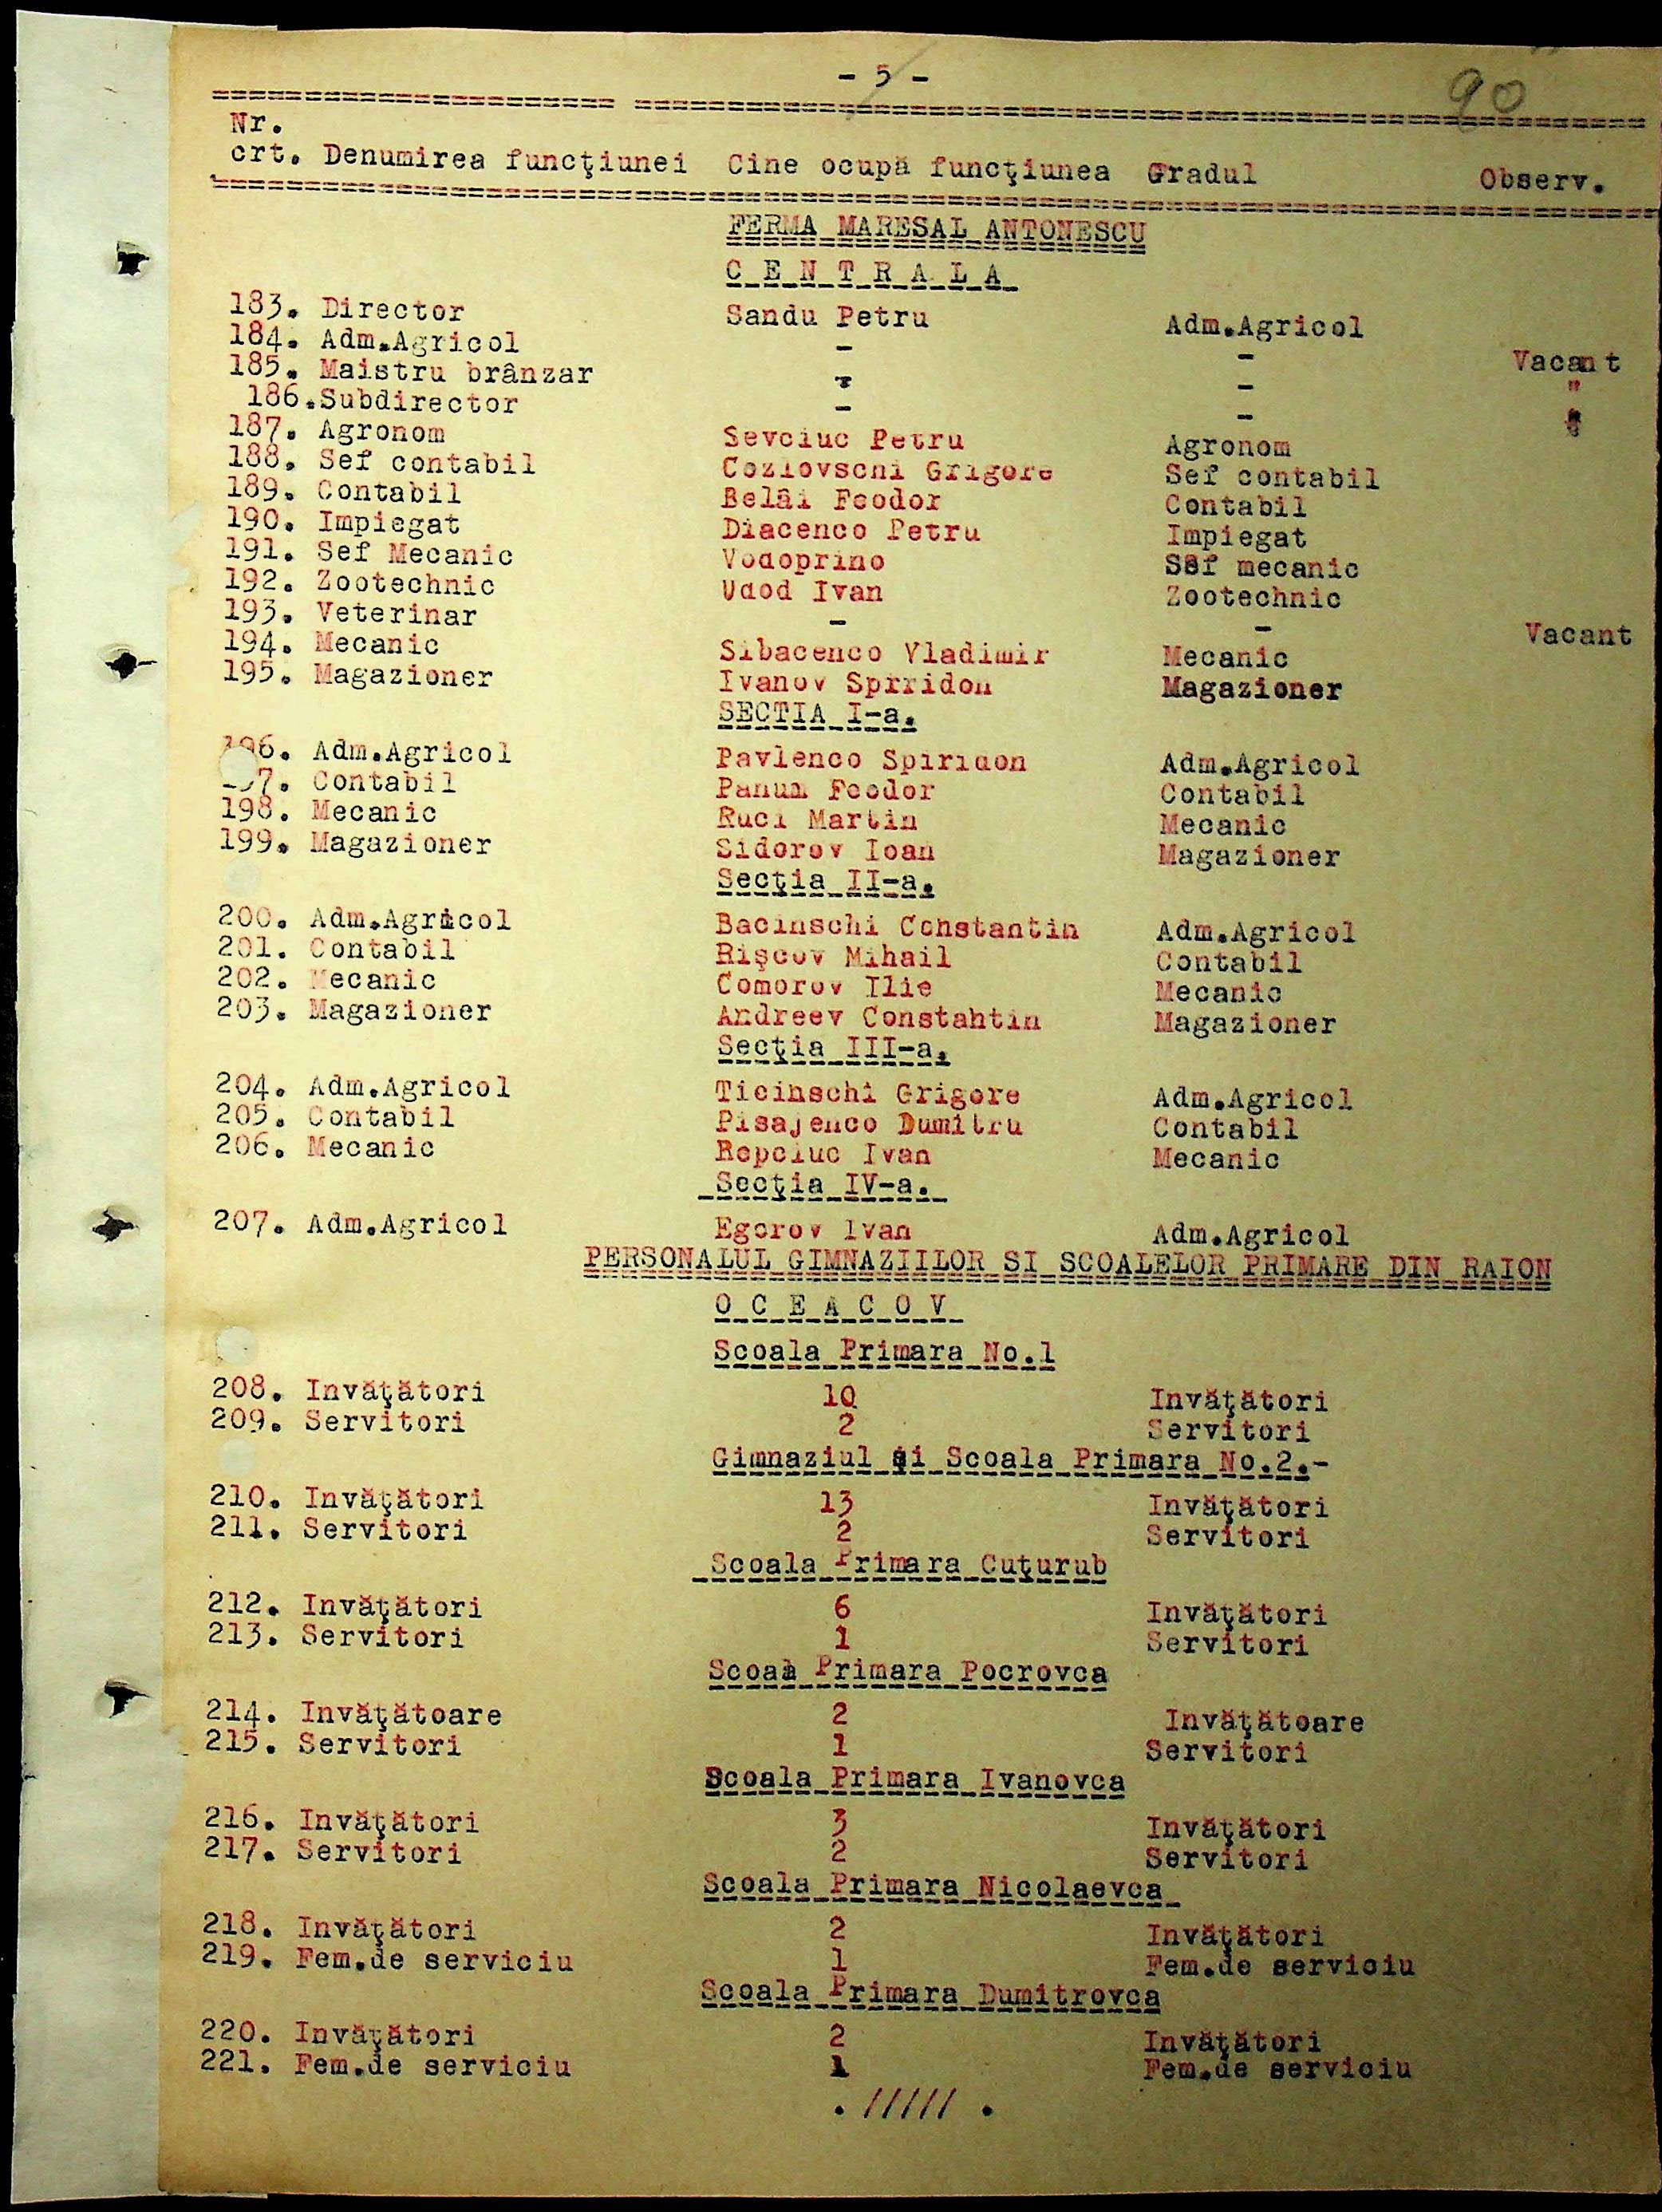 - 5 -
90
Nr.
crt. Denumirea funcţiunei Cine ocupă funcţiunea Gradul Observ.
FERMA MARESAL ANTONESCU
C E N T R A L A
183. Director Sandu Petru Adm.Agricol
184. Adm.Agricol - - Vacant
185. Maistru brânzar - - "
186.Subdirector - - "
187. Agronom Sevciuc Petru Agronom
188. Sef contabil Cozlovschi Grigore Sef contabil
189. Contabil Belâi Feodor Contabil
190. Impiegat Diacenco Petru Impiegat
191. Sef Mecanic Vodoprino Sef mecanic
192. Zootechnic Udod Ivan Zootechnic
193. Veterinar - - Vacant
194. Mecanic Sibacenco Vladimir Mecanic
195. Magazioner Ivanov Sprridon Magazioner
SECTIA I-a.
196. Adm.Agricol Pavlenco Spiridon Adm.Agricol
197. Contabil Panum Feodor Contabil
198. Mecanic Ruci Martin Mecanic
199. Magazioner Sidorov Ioan Magazioner
Secţia II-a.
200. Adm.Agricol Bacinschi Constantin Adm.Agricol
201. Contabil Rişcov Mihail Contabil
202. Mecanic Comorov Ilie Mecanic
203. Magazioner Andreev Constahtin Magazioner
Secţia III-a.
204. Adm.Agricol Ticinschi Grigore Adm.Agricol
205. Contabil Pisajenco Dumitru Contabil
206. Mecanic Repciuc Ivan Mecanic
Secţia IV-a.
207. Adm.Agricol Egorov Ivan Adm.Agricol
PERSONALUL GIMNAZIILOR SI SCOALELOR PRIMARE DIN RAION
O C E A C O V
Scoala Primara No.1
208. Invăţători 10 Invăţători
209. Servitori 2 Servitori
Gimnaziul şi Scoala Primara No.2.-
210. Invăţători 13 Invăţători
211. Servitori 2 Servitori
Scoala Primara Cuţurub
212. Invăţători 6 Invăţători
213. Servitori 1 Servitori
Scoala Primara Pocrovca
214. Invăţătoare 2 Invăţătoare
215. Servitori 1 Servitori
Scoala Primara Ivanovca
216. Invăţători 3 Invăţători
217. Servitori 2 Servitori
Scoala Primara Nicolaevca
218. Invăţători 2 Invăţători
219. Fem.de serviciu 1 Fem.de serviciu
Scoala Primara Dumitrovca
220. Invăţători 2 Invăţători
221. Fem.de serviciu 1 Fem.de serviciu
. ///// .